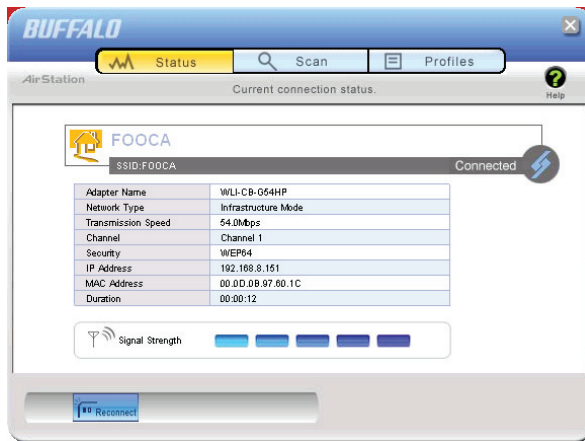 BUFFALO
Status
Scan
Profiles
AirStation
Current connection status.
Help
FOOCA
SSID:FOOCA
Connected
Adapter Name WLI-CB-G54HP
Network Type Infrastructure Mode
Transmission Speed 54.0Mbps
Channel Channel 1
Security WEP64
IP Address 192.168.8.151
MAC Address 00.0D.0B.97.60.1C
Duration 00:00:12
Signal Strength
Reconnect